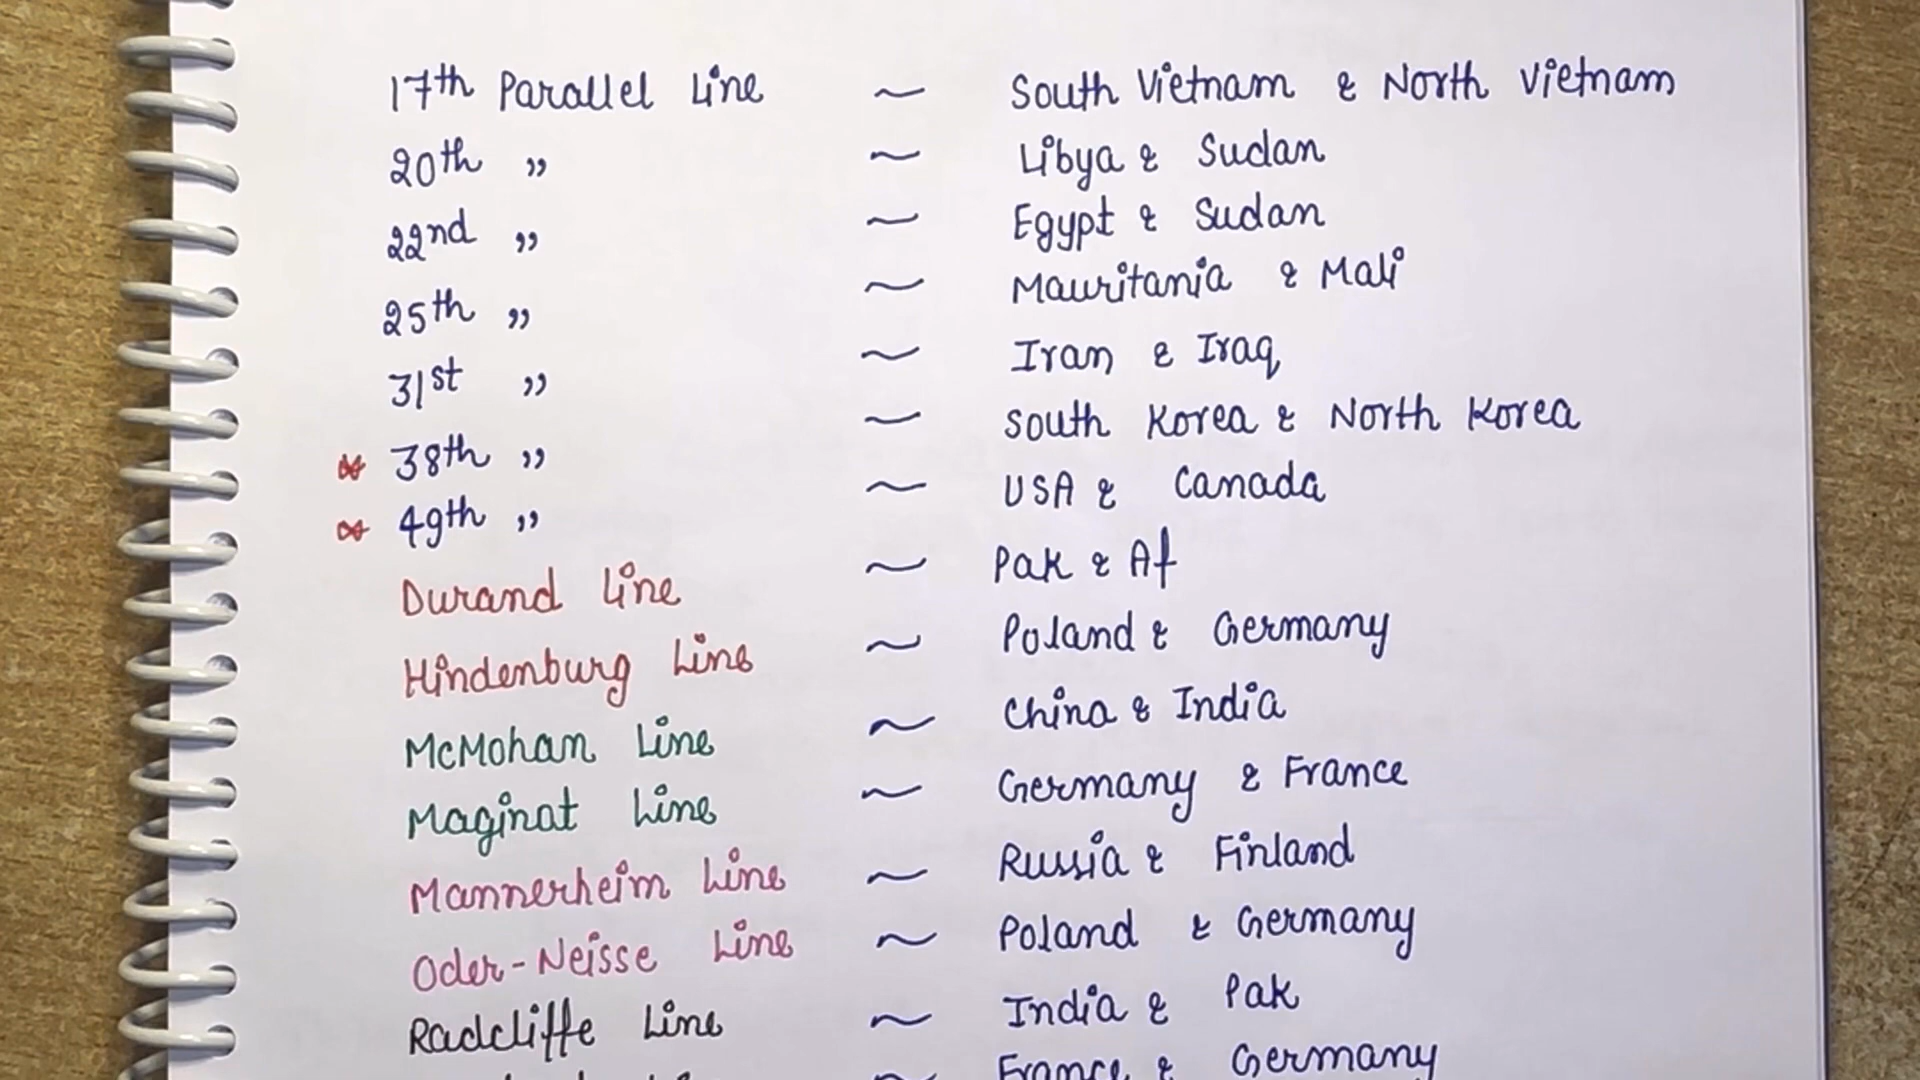 17th Parallel Line ~ South Vietnam & North Vietnam
20th ,, ~ Libya & Sudan
22nd ,, ~ Egypt & Sudan
25th ,, ~ Mauritania & Mali
31st ,, ~ Iran & Iraq
38th ,, ~ South Korea & North Korea
49th ,, ~ USA & Canada
Durand Line ~ Pak & Af
Hindenburg Line ~ Poland & Germany
McMohan Line ~ China & India
Maginat Line ~ Germany & France
Mannerheim Line ~ Russia & Finland
Oder-Neisse Line ~ Poland & Germany
Radcliffe Line ~ India & Pak
~ France & Germany